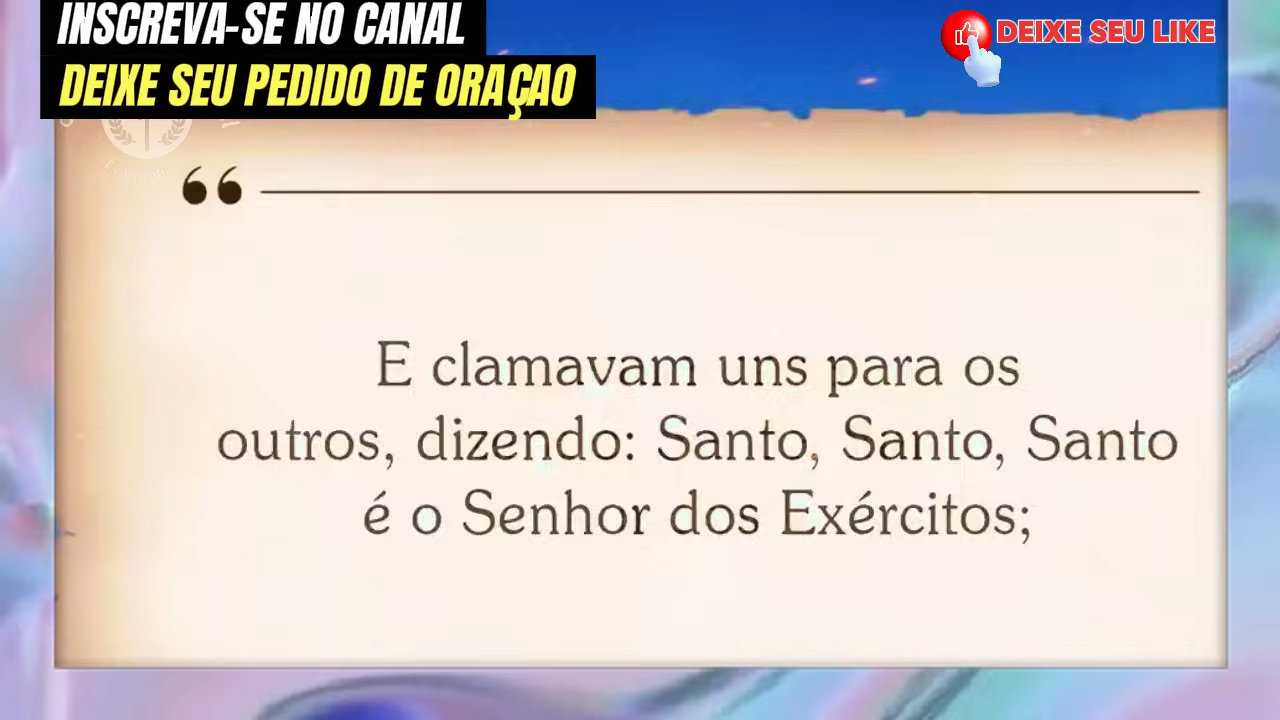 INSCREVA-SE NO CANAL
DEIXE SEU PEDIDO DE ORAÇAO
DEIXE SEU LIKE
“
E clamavam uns para os
outros, dizendo: Santo, Santo, Santo
é o Senhor dos Exércitos;